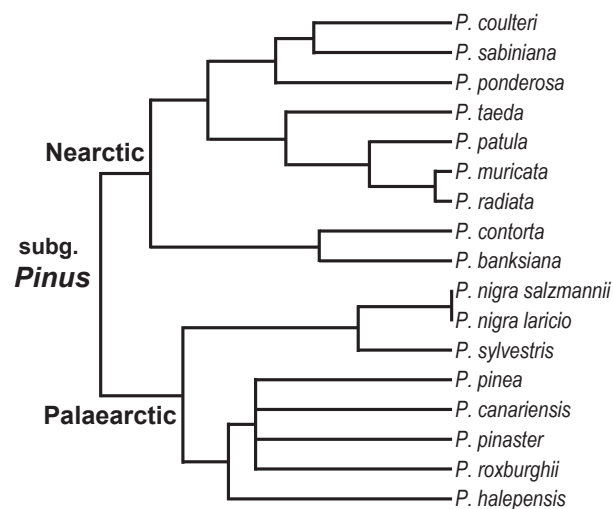 P. coulteri
P. sabiniana
P. ponderosa
P. taeda
P. patula
Nearctic
P. muricata
P. radiata
P. contorta
subg.
Pinus
P. banksiana
P. nigra salzmannii
P. nigra laricio
P. sylvestris
P. pinea
Palaearctic
P. canariensis
P. pinaster
P. roxburghii
P. halepensis